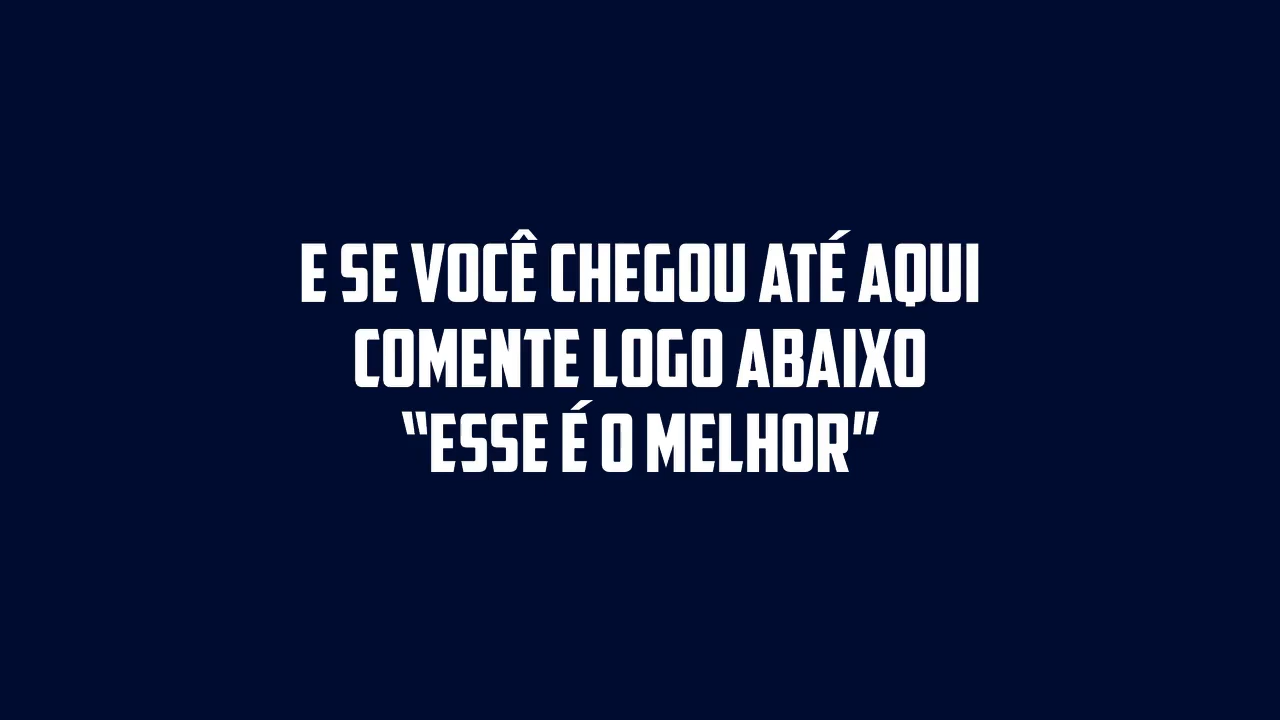 E SE VOCÊ CHEGOU ATÉ AQUI
COMENTE LOGO ABAIXO
“ESSE É O MELHOR”